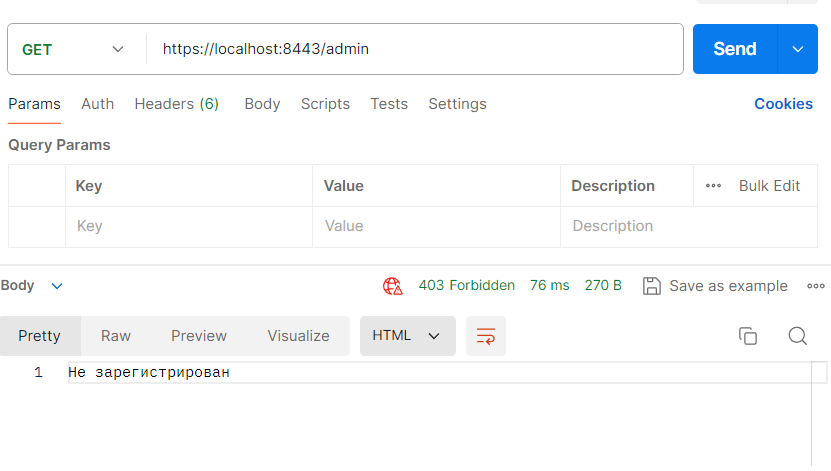 GET https://localhost:8443/admin Send
Params Auth Headers (6) Body Scripts Tests Settings Cookies
Query Params
Key Value Description ••• Bulk Edit
Key Value Description
Body 403 Forbidden 76 ms 270 B Save as example •••
Pretty Raw Preview Visualize HTML
1 Не зарегистрирован